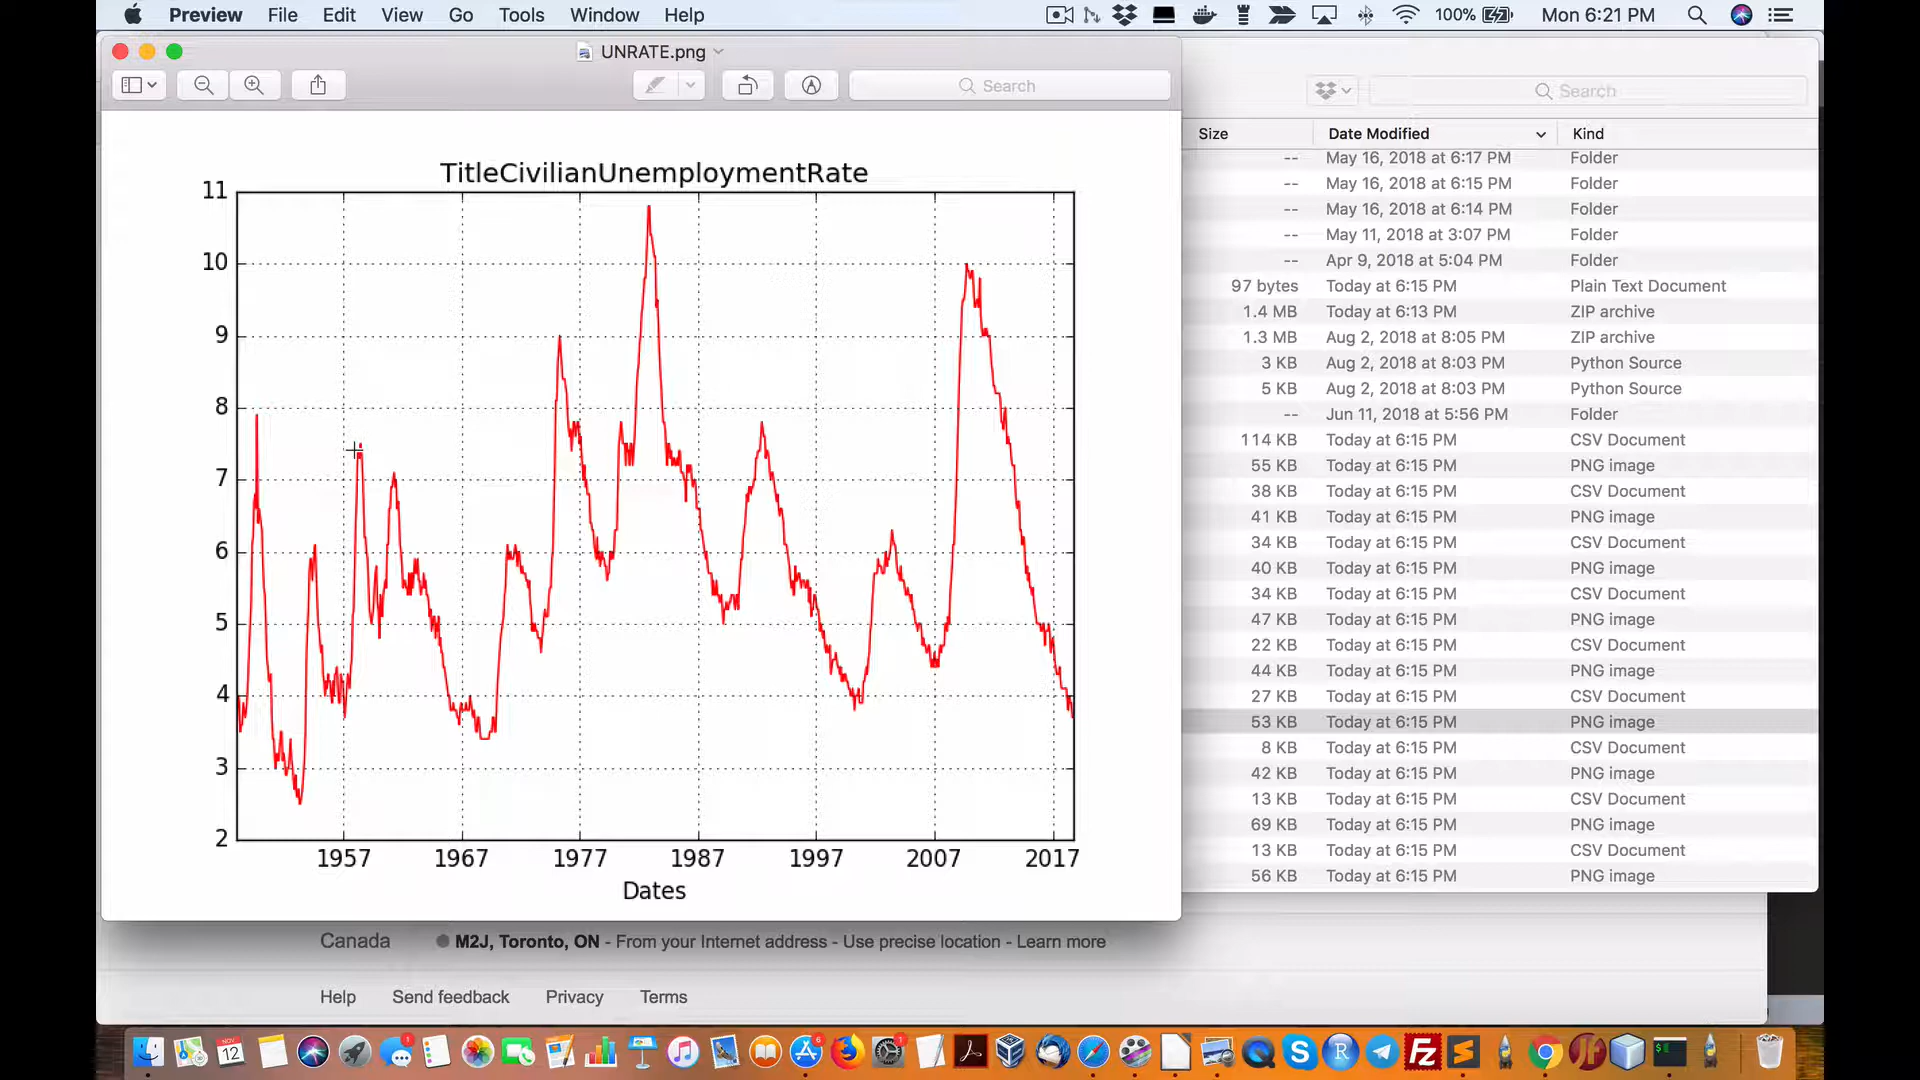 Preview File Edit View Go Tools Window Help 100% Mon 6:21 PM
UNRATE.png
Search
Search
Size Date Modified Kind
-- May 16, 2018 at 6:17 PM Folder
-- May 16, 2018 at 6:15 PM Folder
-- May 16, 2018 at 6:14 PM Folder
-- May 11, 2018 at 3:07 PM Folder
-- Apr 9, 2018 at 5:04 PM Folder
97 bytes Today at 6:15 PM Plain Text Document
1.4 MB Today at 6:13 PM ZIP archive
1.3 MB Aug 2, 2018 at 8:05 PM ZIP archive
3 KB Aug 2, 2018 at 8:03 PM Python Source
5 KB Aug 2, 2018 at 8:03 PM Python Source
-- Jun 11, 2018 at 5:56 PM Folder
114 KB Today at 6:15 PM CSV Document
55 KB Today at 6:15 PM PNG image
38 KB Today at 6:15 PM CSV Document
41 KB Today at 6:15 PM PNG image
34 KB Today at 6:15 PM CSV Document
40 KB Today at 6:15 PM PNG image
34 KB Today at 6:15 PM CSV Document
47 KB Today at 6:15 PM PNG image
22 KB Today at 6:15 PM CSV Document
44 KB Today at 6:15 PM PNG image
27 KB Today at 6:15 PM CSV Document
53 KB Today at 6:15 PM PNG image
8 KB Today at 6:15 PM CSV Document
42 KB Today at 6:15 PM PNG image
13 KB Today at 6:15 PM CSV Document
69 KB Today at 6:15 PM PNG image
13 KB Today at 6:15 PM CSV Document
56 KB Today at 6:15 PM PNG image
TitleCivilianUnemploymentRate
11
10
9
8
7
6
5
4
3
2
1957 1967 1977 1987 1997 2007 2017
Dates
Canada M2J, Toronto, ON - From your Internet address - Use precise location - Learn more
Help Send feedback Privacy Terms
NOV
12
1
6
1
S
R
Fz
S